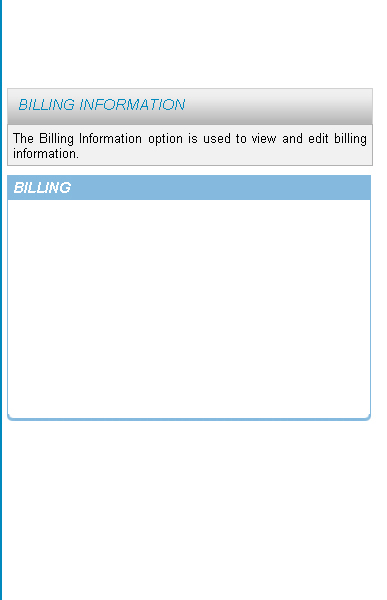 BILLING INFORMATION
The Billing Information option is used to view and edit billing
information.
BILLING